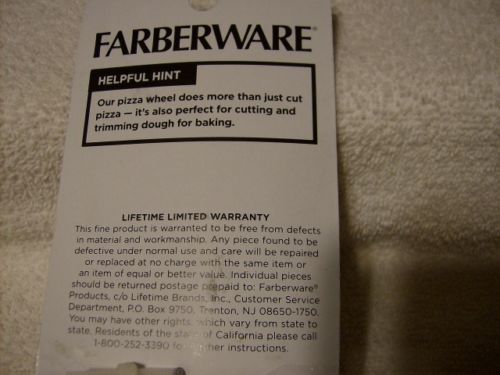 FARBERWARE®
HELPFUL HINT
Our pizza wheel does more than just cut
pizza — it's also perfect for cutting and
trimming dough for baking.
LIFETIME LIMITED WARRANTY
This fine product is warranted to be free from defects
in material and workmanship. Any piece found to be
defective under normal use and care will be repaired
or replaced at no charge with the same item or
an item of equal or better value. Individual pieces
should be returned postage prepaid to: Farberware®
Products, c/o Lifetime Brands, Inc., Customer Service
Department, P.O. Box 9750, Trenton, NJ 08650-1750.
You may have other rights, which vary from state to
state. Residents of the state of California please call
1-800-252-3390 for further instructions.